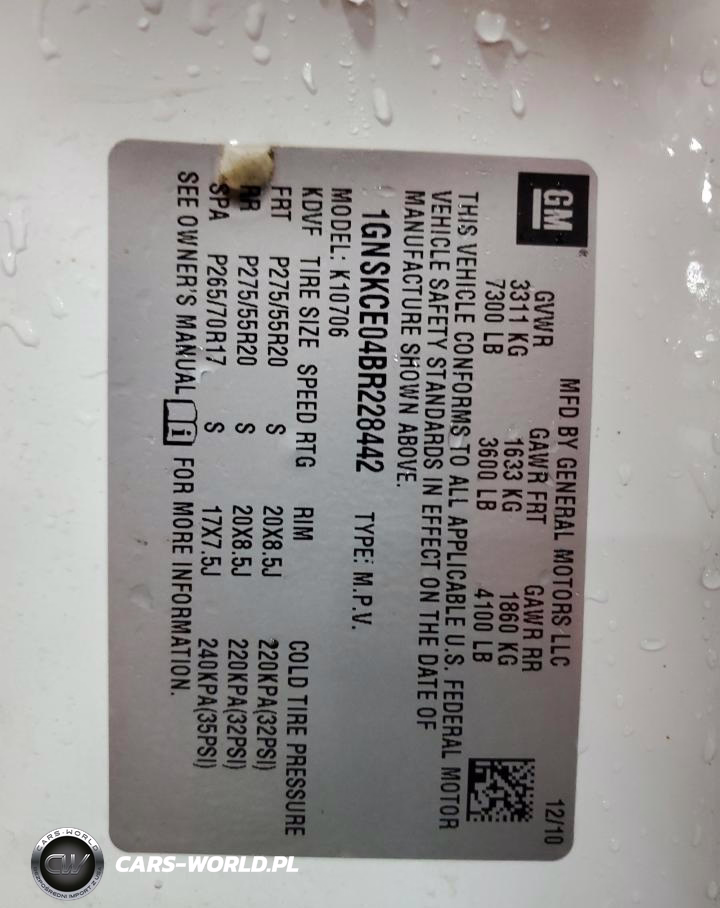 GM
MFD BY GENERAL MOTORS LLC 12/10
GVWR GAWR FRT GAWR RR
3311 KG 1633 KG 1860 KG
7300 LB 3600 LB 4100 LB
THIS VEHICLE CONFORMS TO ALL APPLICABLE U.S. FEDERAL MOTOR
VEHICLE SAFETY STANDARDS IN EFFECT ON THE DATE OF
MANUFACTURE SHOWN ABOVE.
1GNSKCE04BR228442 TYPE: M.P.V.
MODEL: K10706
KDVF TIRE SIZE SPEED RTG RIM COLD TIRE PRESSURE
FRT P275/55R20 S 20X8.5J 220KPA(32PSI)
RR P275/55R20 S 20X8.5J 220KPA(32PSI)
SPA P265/70R17 S 17X7.5J 240KPA(35PSI)
SEE OWNER'S MANUAL FOR MORE INFORMATION.
CARS-WORLD
CW
CARS-WORLD.PL